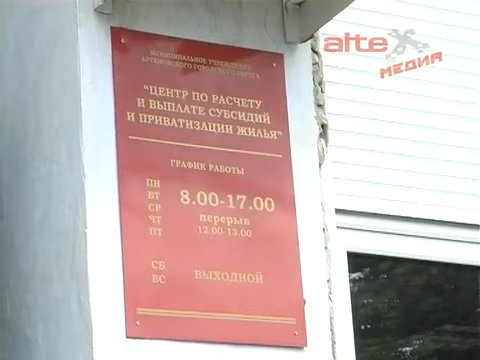 alte
МЕДИА
МУНИЦИПАЛЬНОЕ УЧРЕЖДЕНИЕ
АРТЕМОВСКОГО ГОРОДСКОГО ОКРУГА
"ЦЕНТР ПО РАСЧЕТУ
И ВЫПЛАТЕ СУБСИДИЙ
И ПРИВАТИЗАЦИИ ЖИЛЬЯ"
ГРАФИК РАБОТЫ
ПН
ВТ 8.00-17.00
СР
ЧТ перерыв
ПТ 12.00-13.00
СБ
ВС ВЫХОДНОЙ